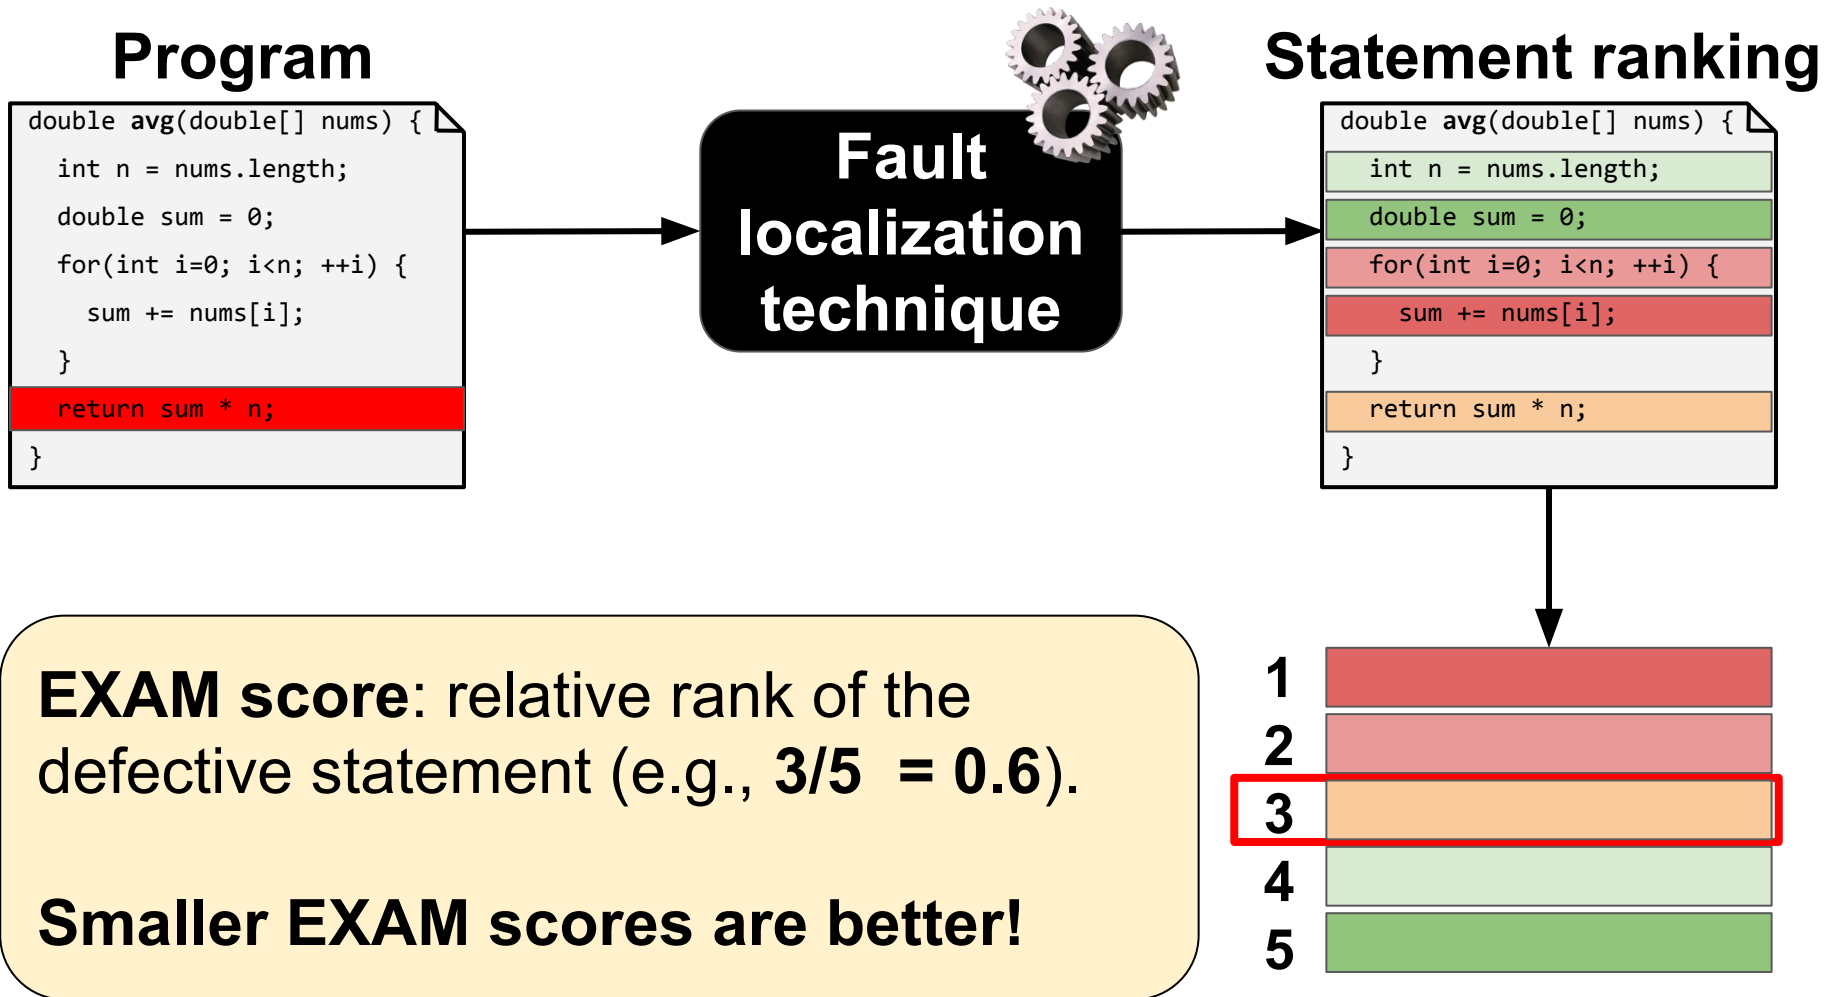 Program
double avg(double[] nums) {
int n = nums.length;
double sum = 0;
for(int i=0; i<n; ++i) {
sum += nums[i];
}
return sum * n;
}
Fault
localization
technique
Statement ranking
double avg(double[] nums) {
int n = nums.length;
double sum = 0;
for(int i=0; i<n; ++i) {
sum += nums[i];
}
return sum * n;
}
EXAM score: relative rank of the
defective statement (e.g., 3/5 = 0.6).
Smaller EXAM scores are better!
1
2
3
4
5